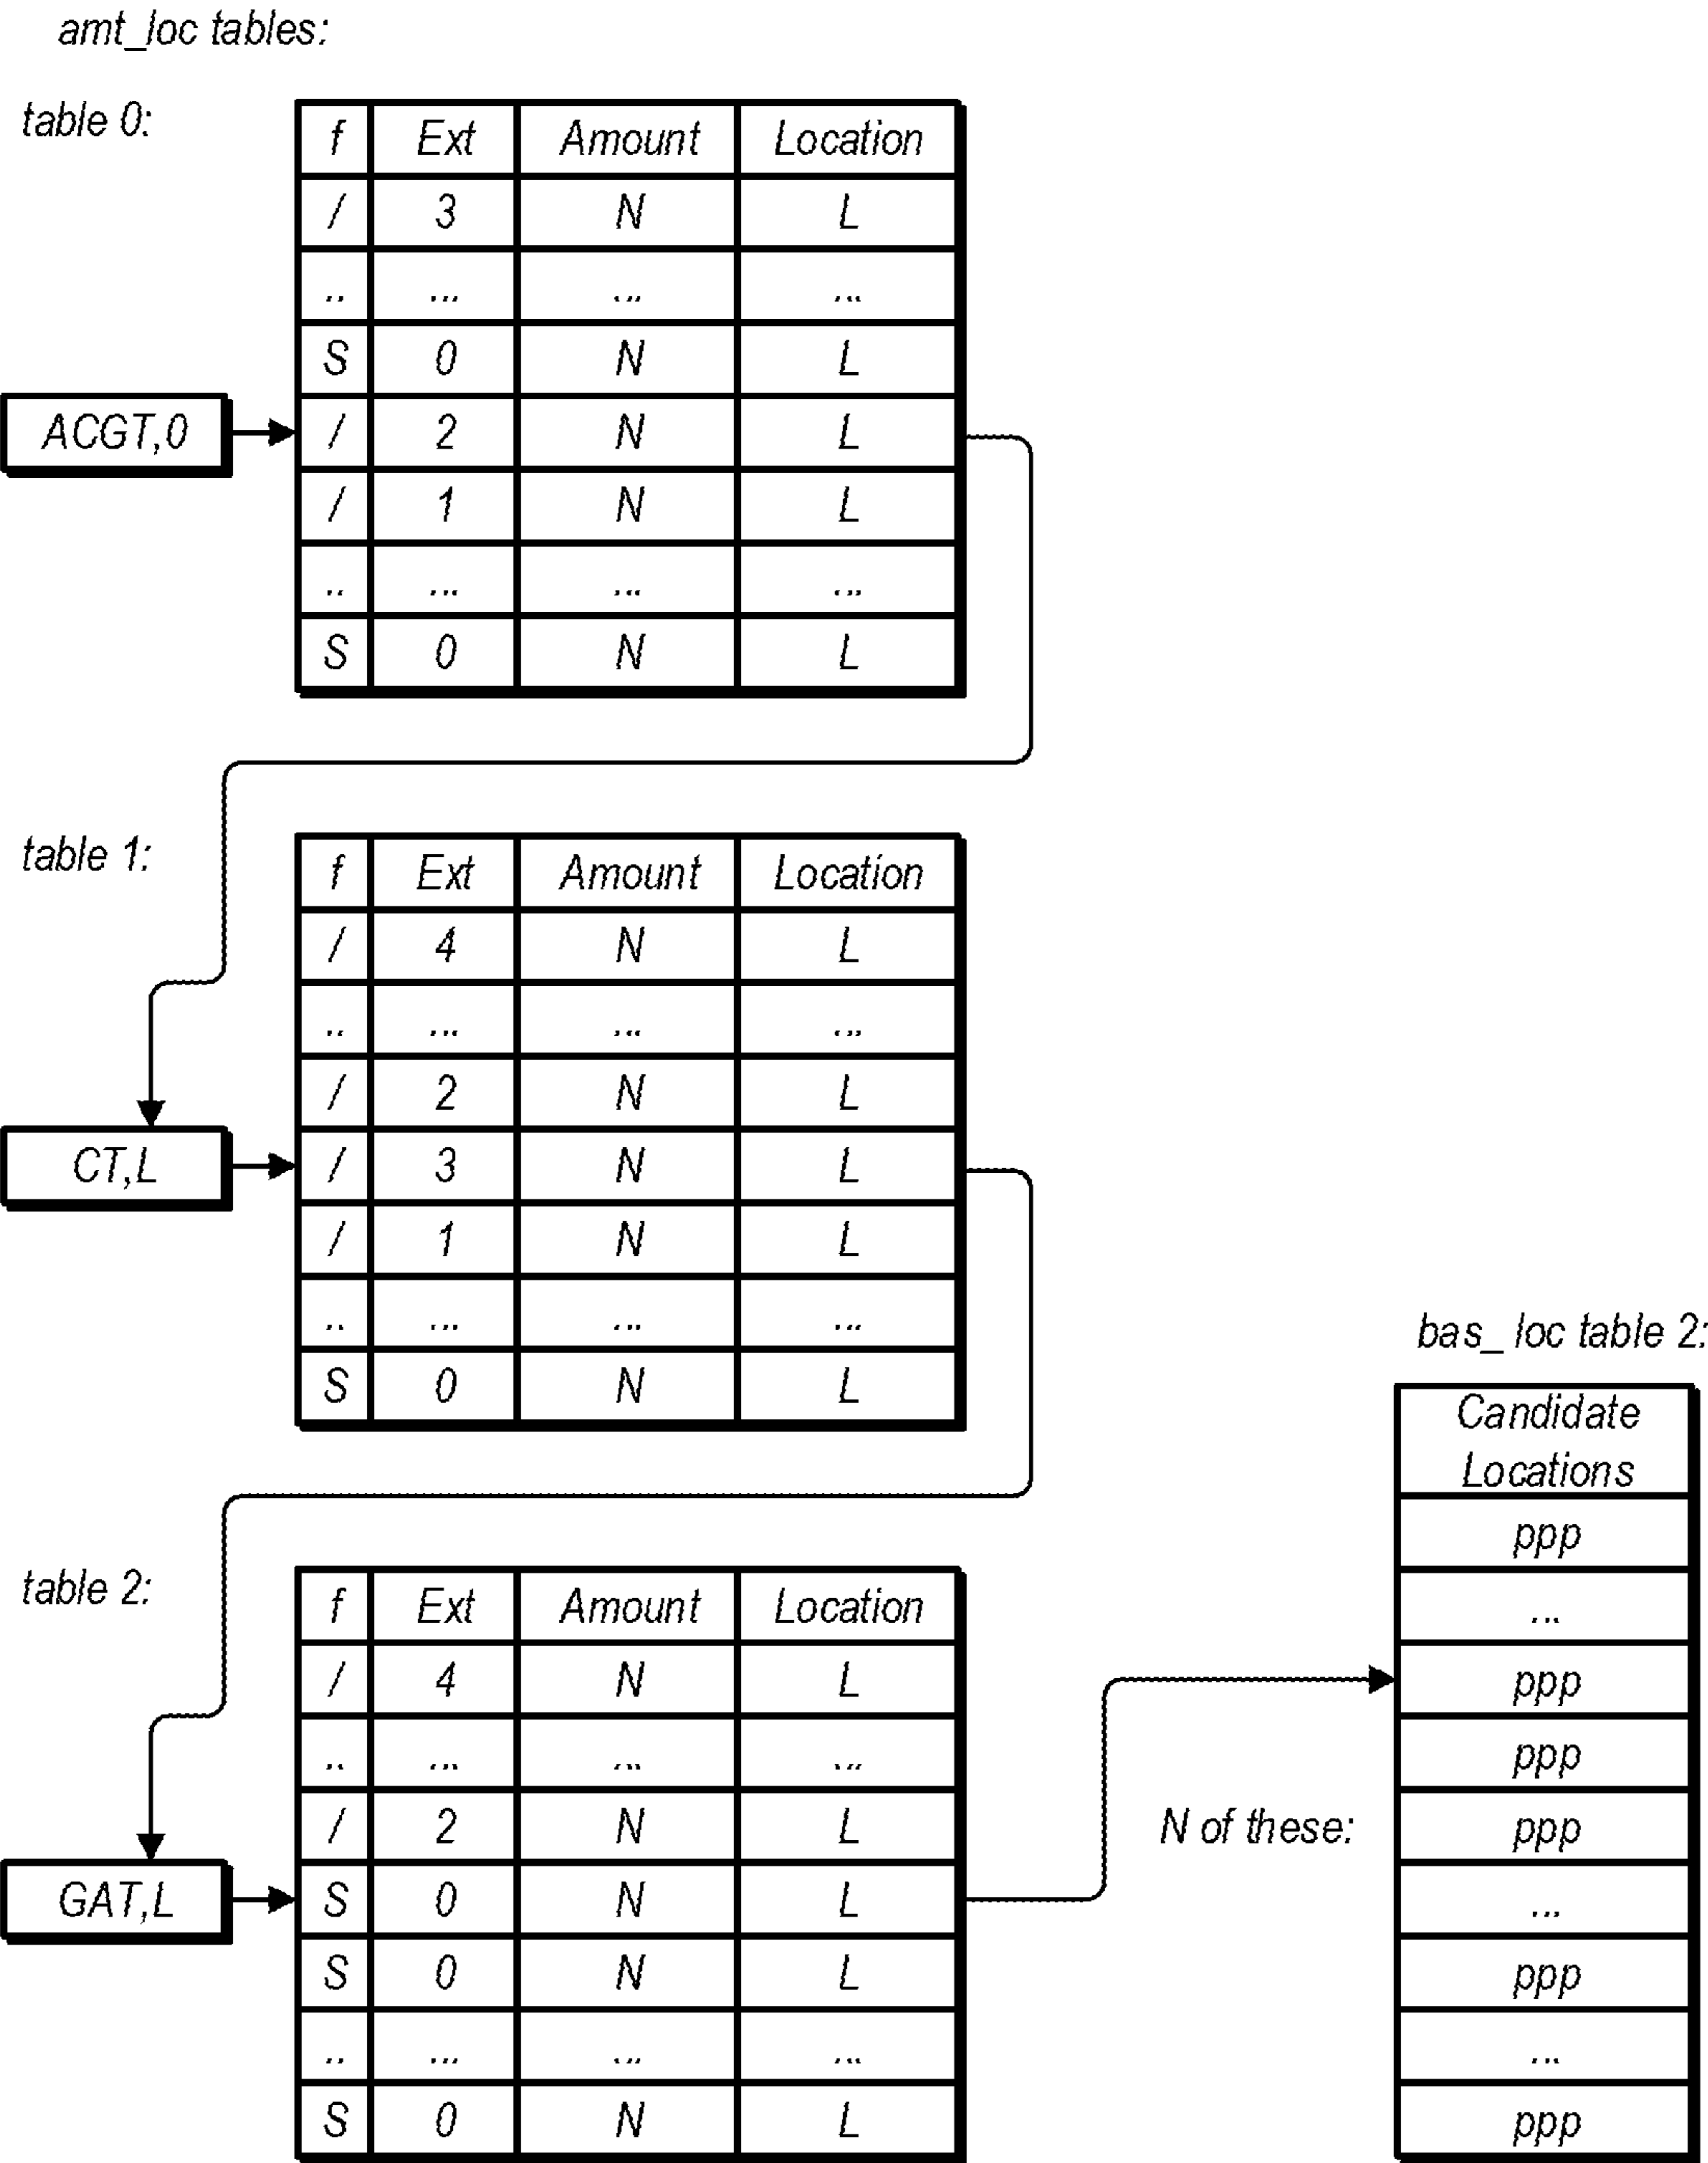 amt_loc tables:
table 0:
f Ext Amount Location
/ 3 N L
.. ... ... ...
S 0 N L
ACGT,0 / 2 N L
/ 1 N L
.. ... ... ...
S 0 N L
table 1:
f Ext Amount Location
/ 4 N L
.. ... ... ...
/ 2 N L
CT,L / 3 N L
/ 1 N L
.. ... ... ...
S 0 N L
table 2:
f Ext Amount Location
/ 4 N L
.. ... ... ...
/ 2 N L
GAT,L S 0 N L
S 0 N L
.. ... ... ...
S 0 N L
N of these:
bas_ loc table 2:
Candidate
Locations
ppp
...
ppp
ppp
ppp
...
ppp
...
ppp